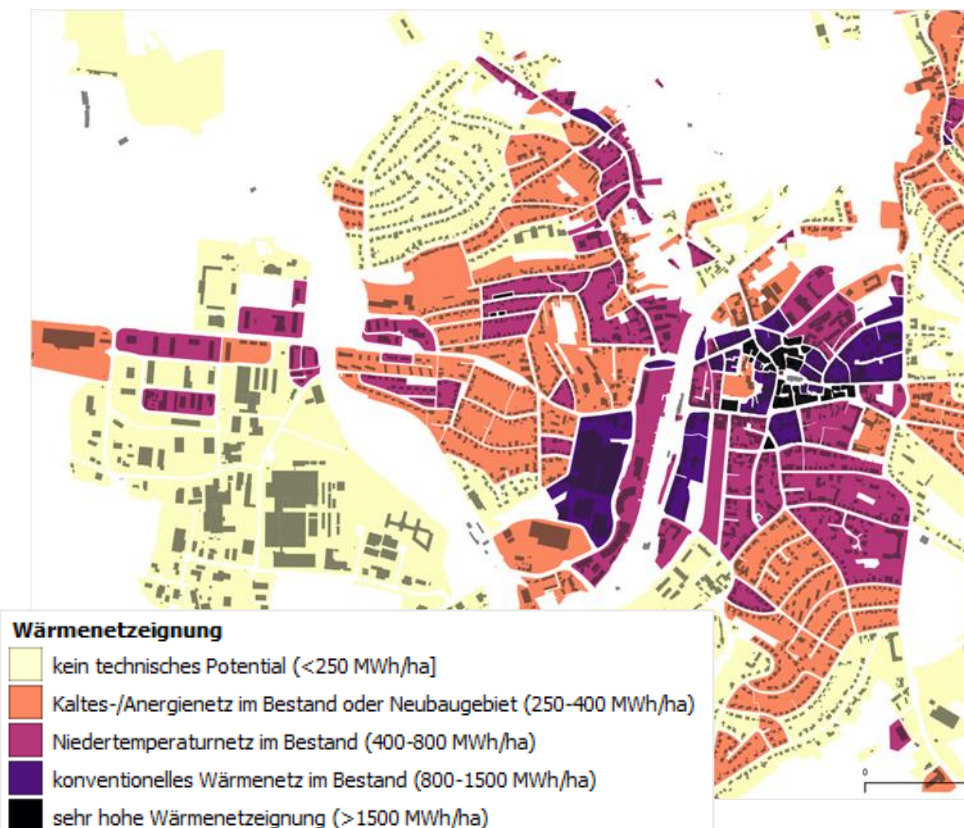 Wärmenetzeignung
kein technisches Potential (<250 MWh/ha]
Kaltes-/Anergienetz im Bestand oder Neubaugebiet (250-400 MWh/ha)
Niedertemperaturnetz im Bestand (400-800 MWh/ha)
konventionelles Wärmenetz im Bestand (800-1500 MWh/ha)
sehr hohe Wärmenetzeignung (>1500 MWh/ha)
0